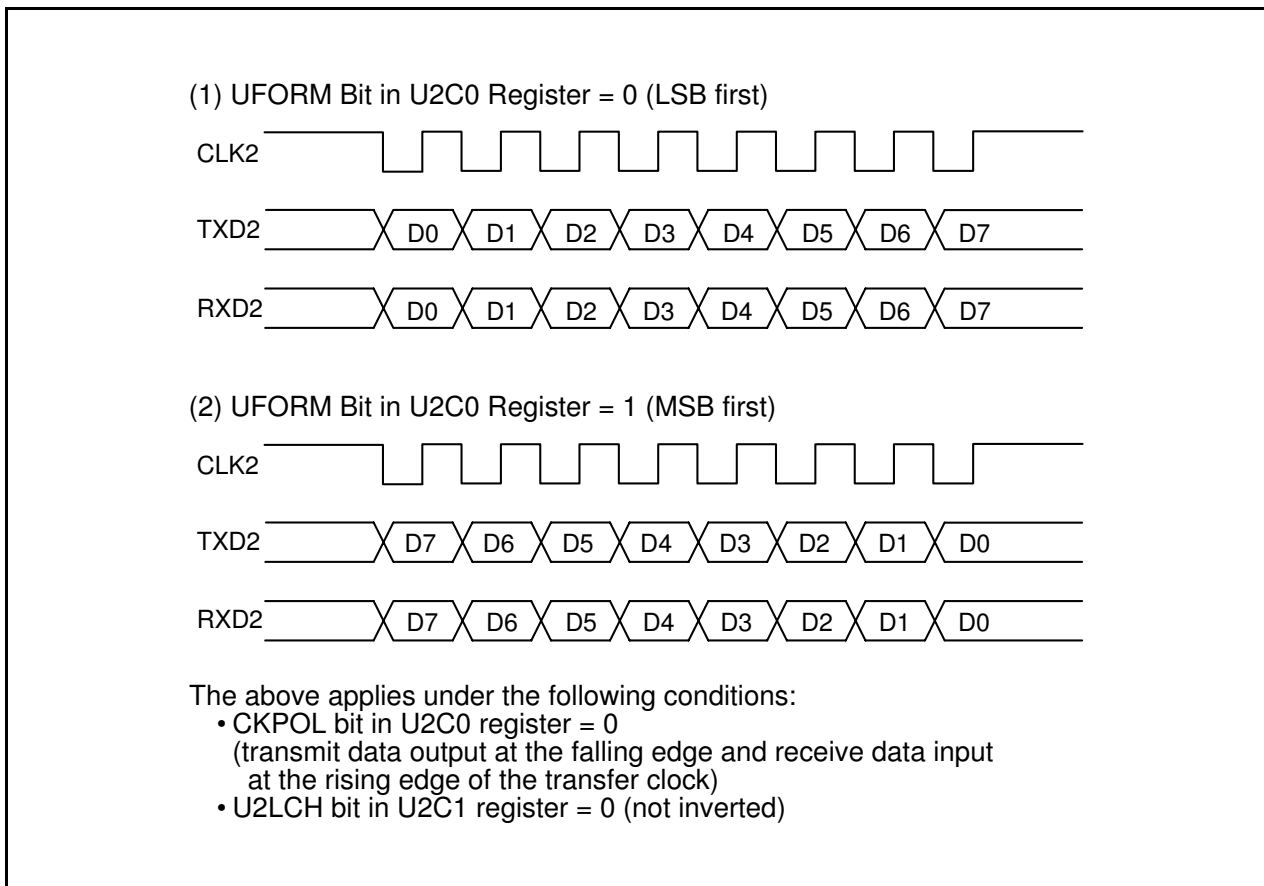 (1) UFORM Bit in U2C0 Register = 0 (LSB first)
CLK2
TXD2 D0 D1 D2 D3 D4 D5 D6 D7
RXD2 D0 D1 D2 D3 D4 D5 D6 D7
(2) UFORM Bit in U2C0 Register = 1 (MSB first)
CLK2
TXD2 D7 D6 D5 D4 D3 D2 D1 D0
RXD2 D7 D6 D5 D4 D3 D2 D1 D0
The above applies under the following conditions:
• CKPOL bit in U2C0 register = 0
(transmit data output at the falling edge and receive data input
at the rising edge of the transfer clock)
• U2LCH bit in U2C1 register = 0 (not inverted)